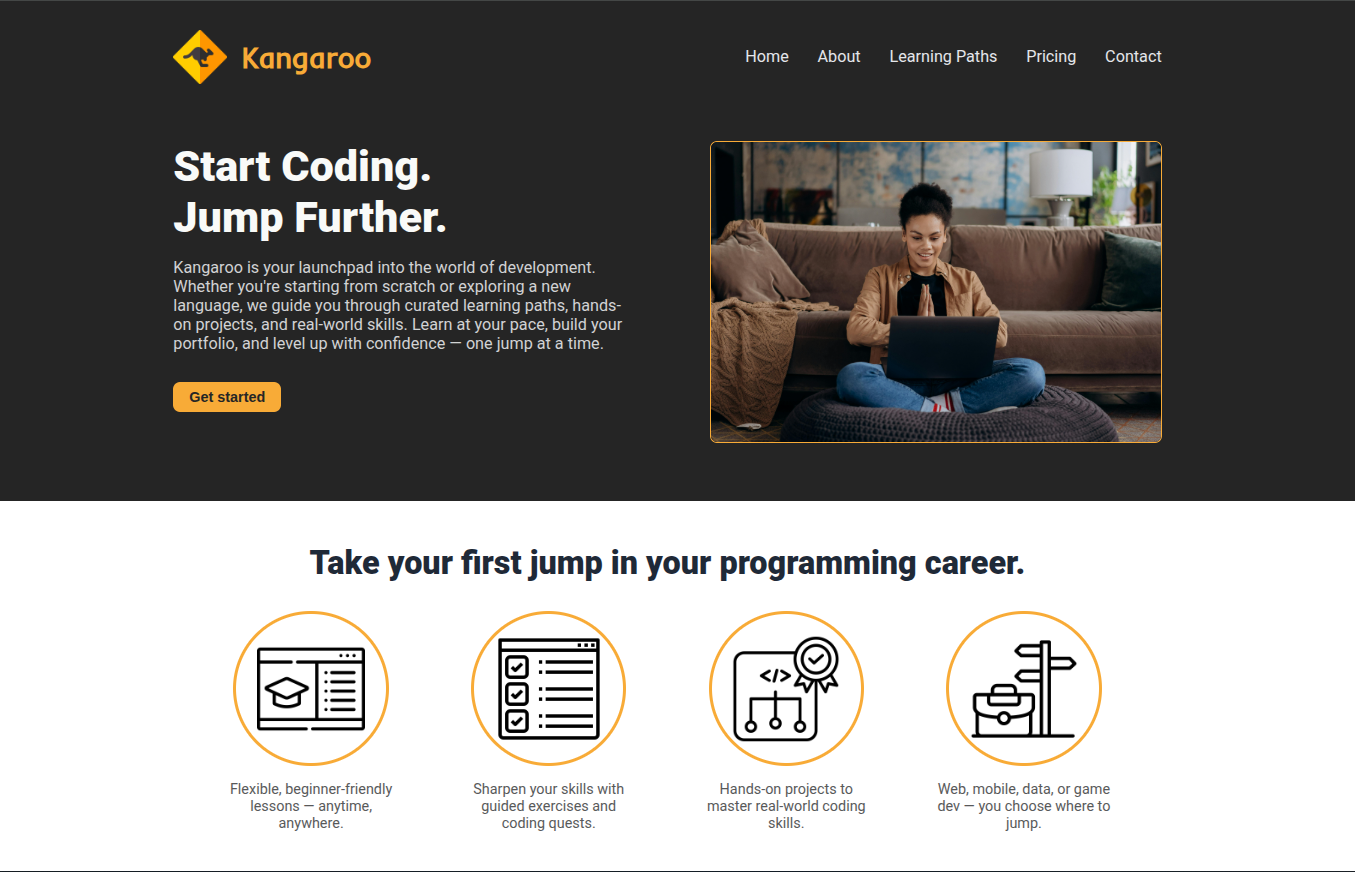 Kangaroo
Home About Learning Paths Pricing Contact
Start Coding.
Jump Further.
Kangaroo is your launchpad into the world of development.
Whether you're starting from scratch or exploring a new
language, we guide you through curated learning paths, hands-
on projects, and real-world skills. Learn at your pace, build your
portfolio, and level up with confidence — one jump at a time.
Get started
Take your first jump in your programming career.
</>
Flexible, beginner-friendly
lessons — anytime,
anywhere.
Sharpen your skills with
guided exercises and
coding quests.
Hands-on projects to
master real-world coding
skills.
Web, mobile, data, or game
dev — you choose where to
jump.